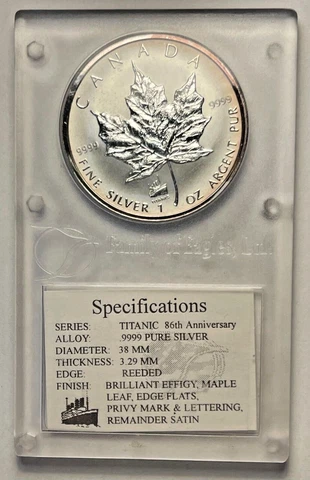 CANADA
9999 9999
FINE SILVER 1 OZ ARGENT PUR
Specifications
SERIES: TITANIC 86th Anniversary
ALLOY: .9999 PURE SILVER
DIAMETER: 38 MM
THICKNESS: 3.29 MM
EDGE: REEDED
FINISH: BRILLIANT EFFIGY, MAPLE
LEAF, EDGE FLATS,
PRIVY MARK & LETTERING,
REMAINDER SATIN